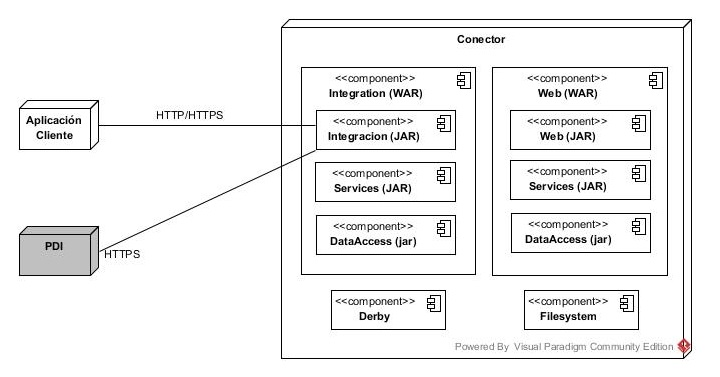 Conector
<<component>>
Integration (WAR)
<<component>>
Web (WAR)
Aplicación
Cliente
HTTP/HTTPS
<<component>>
Integracion (JAR)
<<component>>
Web (JAR)
<<component>>
Services (JAR)
<<component>>
Services (JAR)
PDI
HTTPS
<<component>>
DataAccess (jar)
<<component>>
DataAccess (jar)
<<component>>
Derby
<<component>>
Filesystem
Powered By Visual Paradigm Community Edition